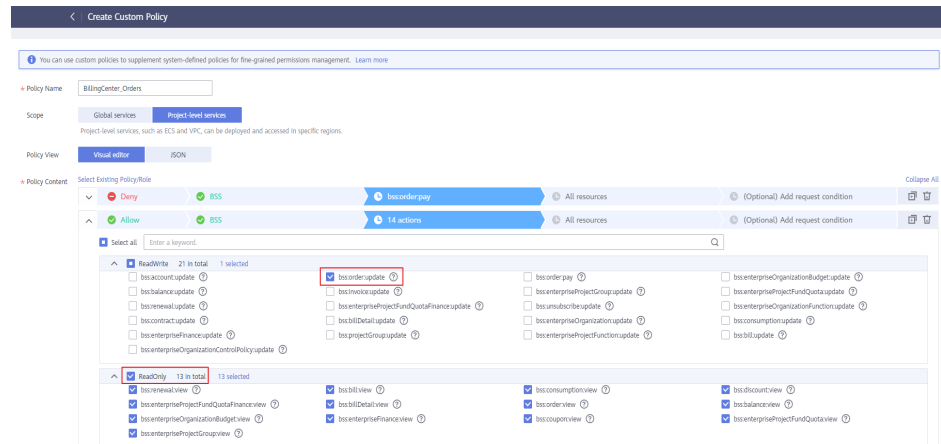 Create Custom Policy
You can use custom policies to supplement system-defined policies for fine-grained permissions management. Learn more
* Policy Name BillingCenter_Orders
Scope Global services Project-level services
Project-level services, such as ECS and VPC, can be deployed and accessed in specific regions.
Policy View Visual editor JSON
* Policy Content Select Existing Policy/Role Collapse All
Deny BSS bss:order:pay All resources (Optional) Add request condition
Allow BSS 14 actions All resources (Optional) Add request condition
Select all Enter a keyword.
ReadWrite 21 in total 1 selected
bss:account:update bss:order:update bss:order:pay bss:enterpriseOrganizationBudget:update
bss:balance:update bss:invoice:update bss:enterpriseProjectGroup:update bss:enterpriseProjectFundQuota:update
bss:renewal:update bss:enterpriseProjectFundQuotaFinance:update bss:unsubscribe:update bss:enterpriseOrganizationFunction:update
bss:contract:update bss:billDetail:update bss:enterpriseOrganization:update bss:consumption:update
bss:enterpriseFinance:update bss:projectGroup:update bss:enterpriseProjectFunction:update bss:bill:update
bss:enterpriseOrganizationControlPolicy:update
ReadOnly 13 in total 13 selected
bss:renewal:view bss:bill:view bss:consumption:view bss:discount:view
bss:enterpriseProjectFundQuotaFinance:view bss:billDetail:view bss:order:view bss:balance:view
bss:enterpriseOrganizationBudget:view bss:enterpriseFinance:view bss:coupon:view bss:enterpriseProjectFundQuota:view
bss:enterpriseProjectGroup:view